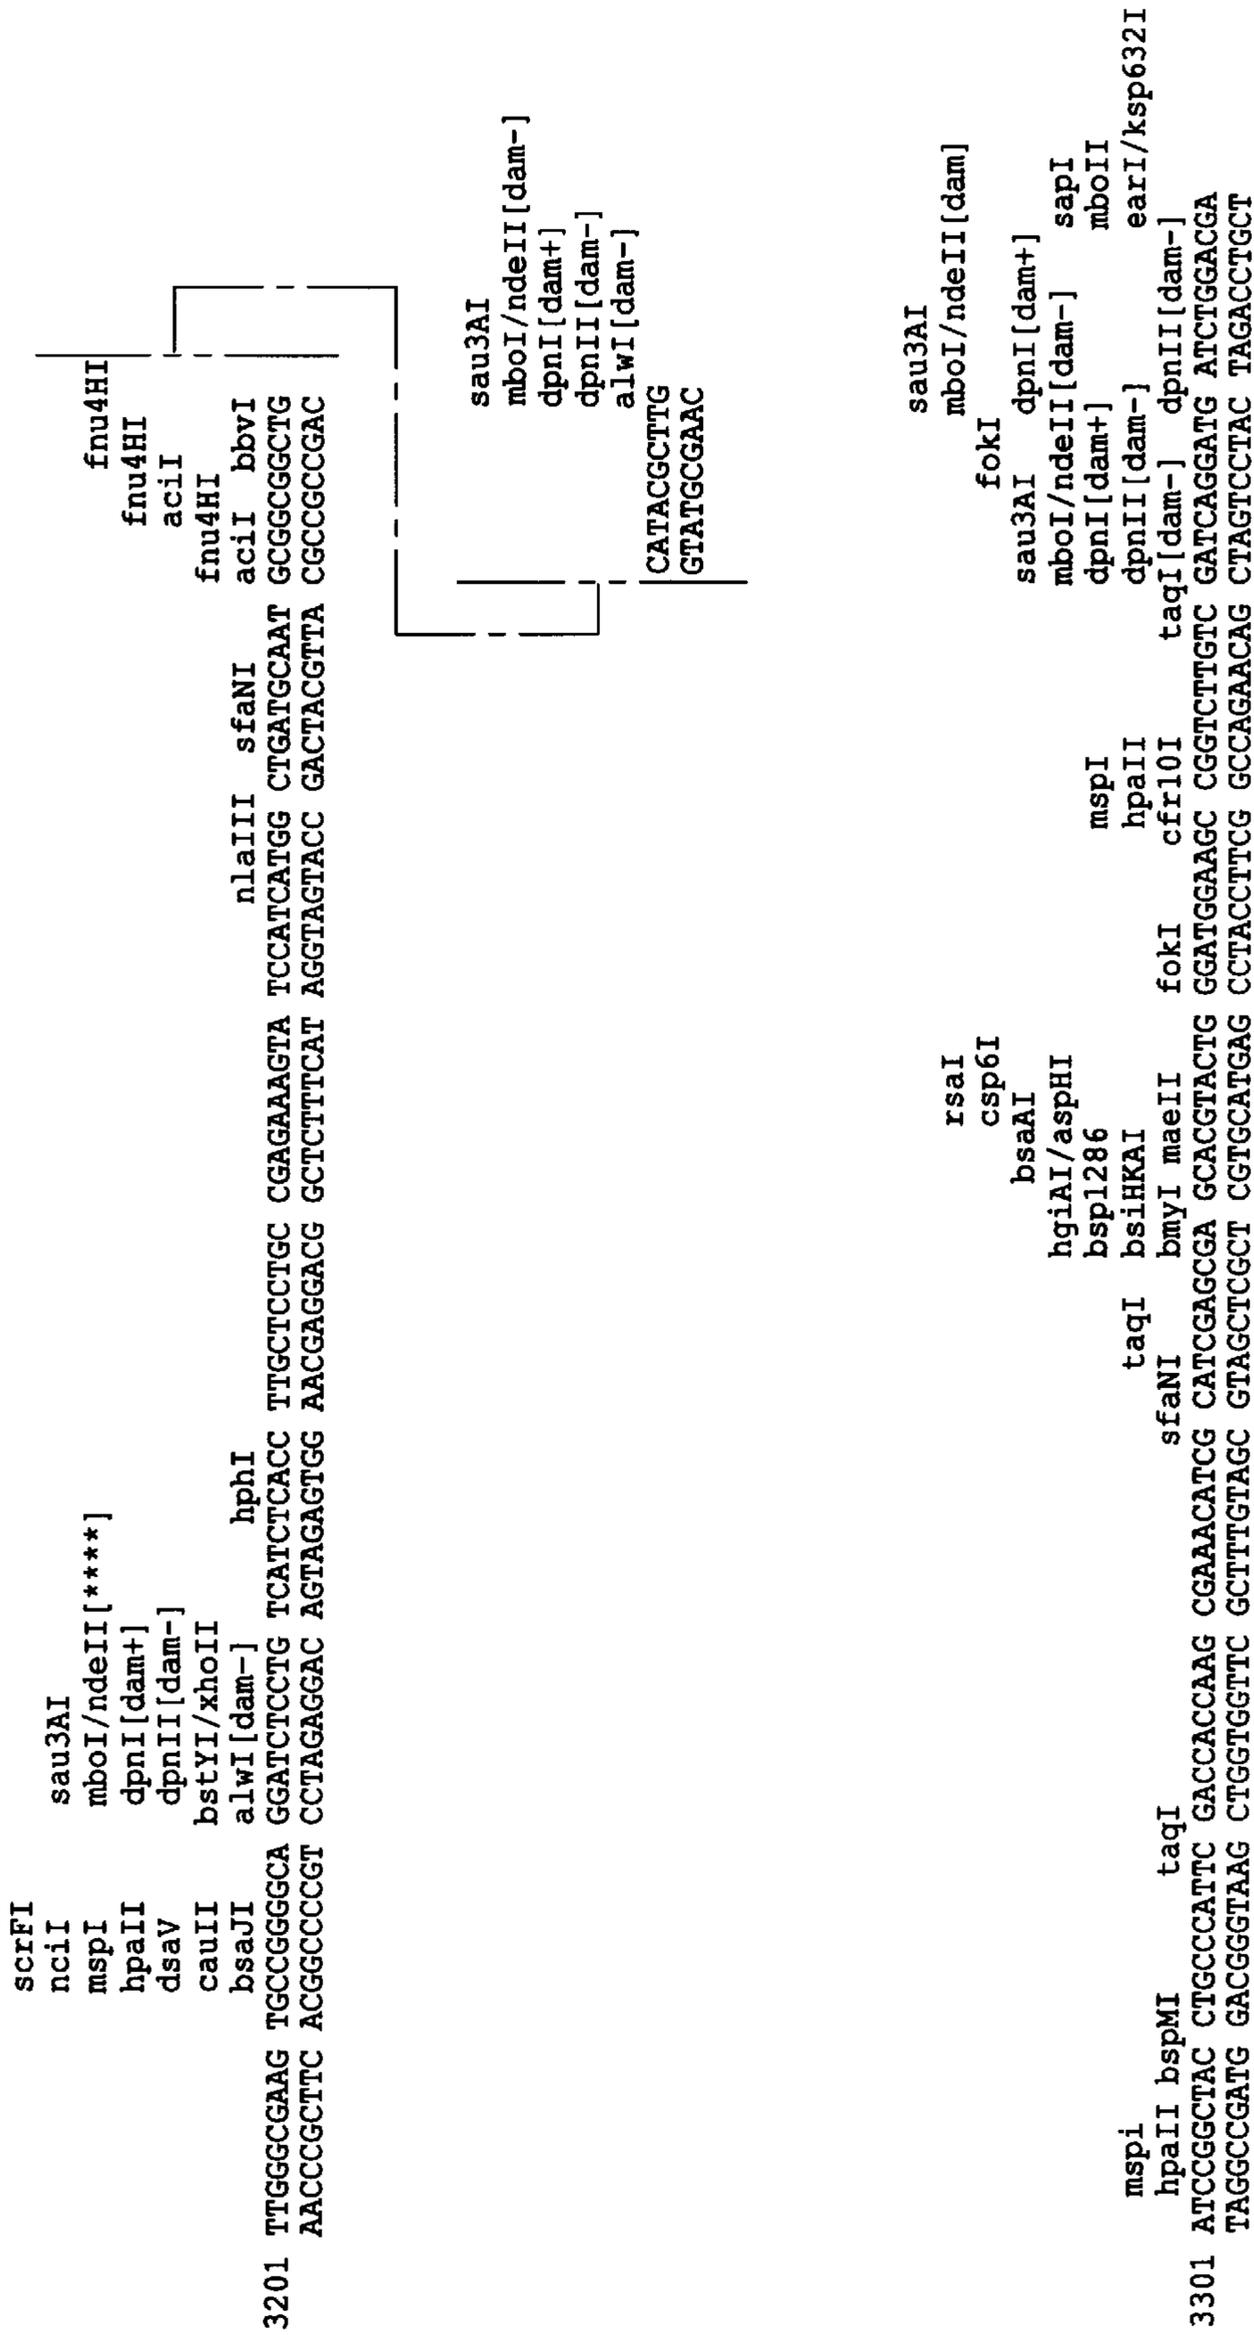 scrFI
nciI sau3AI
mspI mboI/ndeII[****] fnu4HI
hpaII dpnI[dam+] fnu4HI
dsaV dpnII[dam-] aciI
cauII bstYI/xhoII fnu4HI
bsaJI alwI[dam-] hphI nlaIII sfaNI aciI bbvI
3201 TTGGGCGAAG TGCCGGGGCA GGATCTCCTG TCATCTCACC TTGCTCCTGC CGAGAAAGTA TCCATCATGG CTGATGCAAT GCGGCGGCTG
AACCCGCTTC ACGGCCCCGT CCTAGAGGAC AGTAGAGTGG AACGAGGACG GCTCTTTCAT AGGTAGTACC GACTACGTTA CGCCGCCGAC
sau3AI
mboI/ndeII[dam-]
dpnI[dam+]
dpnII[dam-]
alwI[dam-]
CATACGCTTG
GTATGCGAAC
sau3AI
rsaI mboI/ndeII[dam]
csp6I fokI
bsaAI sau3AI dpnI[dam+]
hgiAI/aspHI mboI/ndeII[dam-] sapI
bsp1286 mspI dpnI[dam+] mboII
mspi taqI bsiHKAI hpaII dpnII[dam-] earI/ksp632I
hpaII bspMI taqI sfaNI bmyI maeII fokI cfr10I taqI[dam-] dpnII[dam-]
3301 ATCCGGCTAC CTGCCCATTC GACCACCAAG CGAAACATCG CATCGAGCGA GCACGTACTG GGATGGAAGC CGGTCTTGTC GATCAGGATG ATCTGGACGA
TAGGCCGATG GACGGGTAAG CTGGTGGTTC GCTTTGTAGC GTAGCTCGCT CGTGCATGAG CCTACCTTCG GCCAGAACAG CTAGTCCTAC TAGACCTGCT